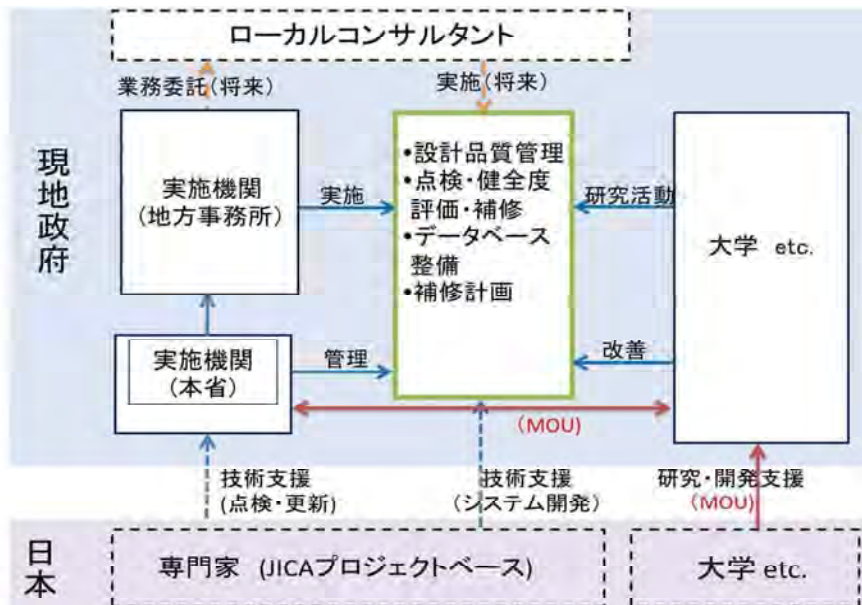 ローカルコンサルタント
業務委託(将来)
実施(将来)
現地政府
実施機関
(地方事務所)
実施
•設計品質管理
•点検・健全度
評価・補修
•データベース
整備
•補修計画
研究活動
大学 etc.
実施機関
(本省)
管理
改善
(MOU)
技術支援
(点検・更新)
技術支援
(システム開発)
研究・開発支援
(MOU)
日本
専門家 (JICAプロジェクトベース)
大学 etc.